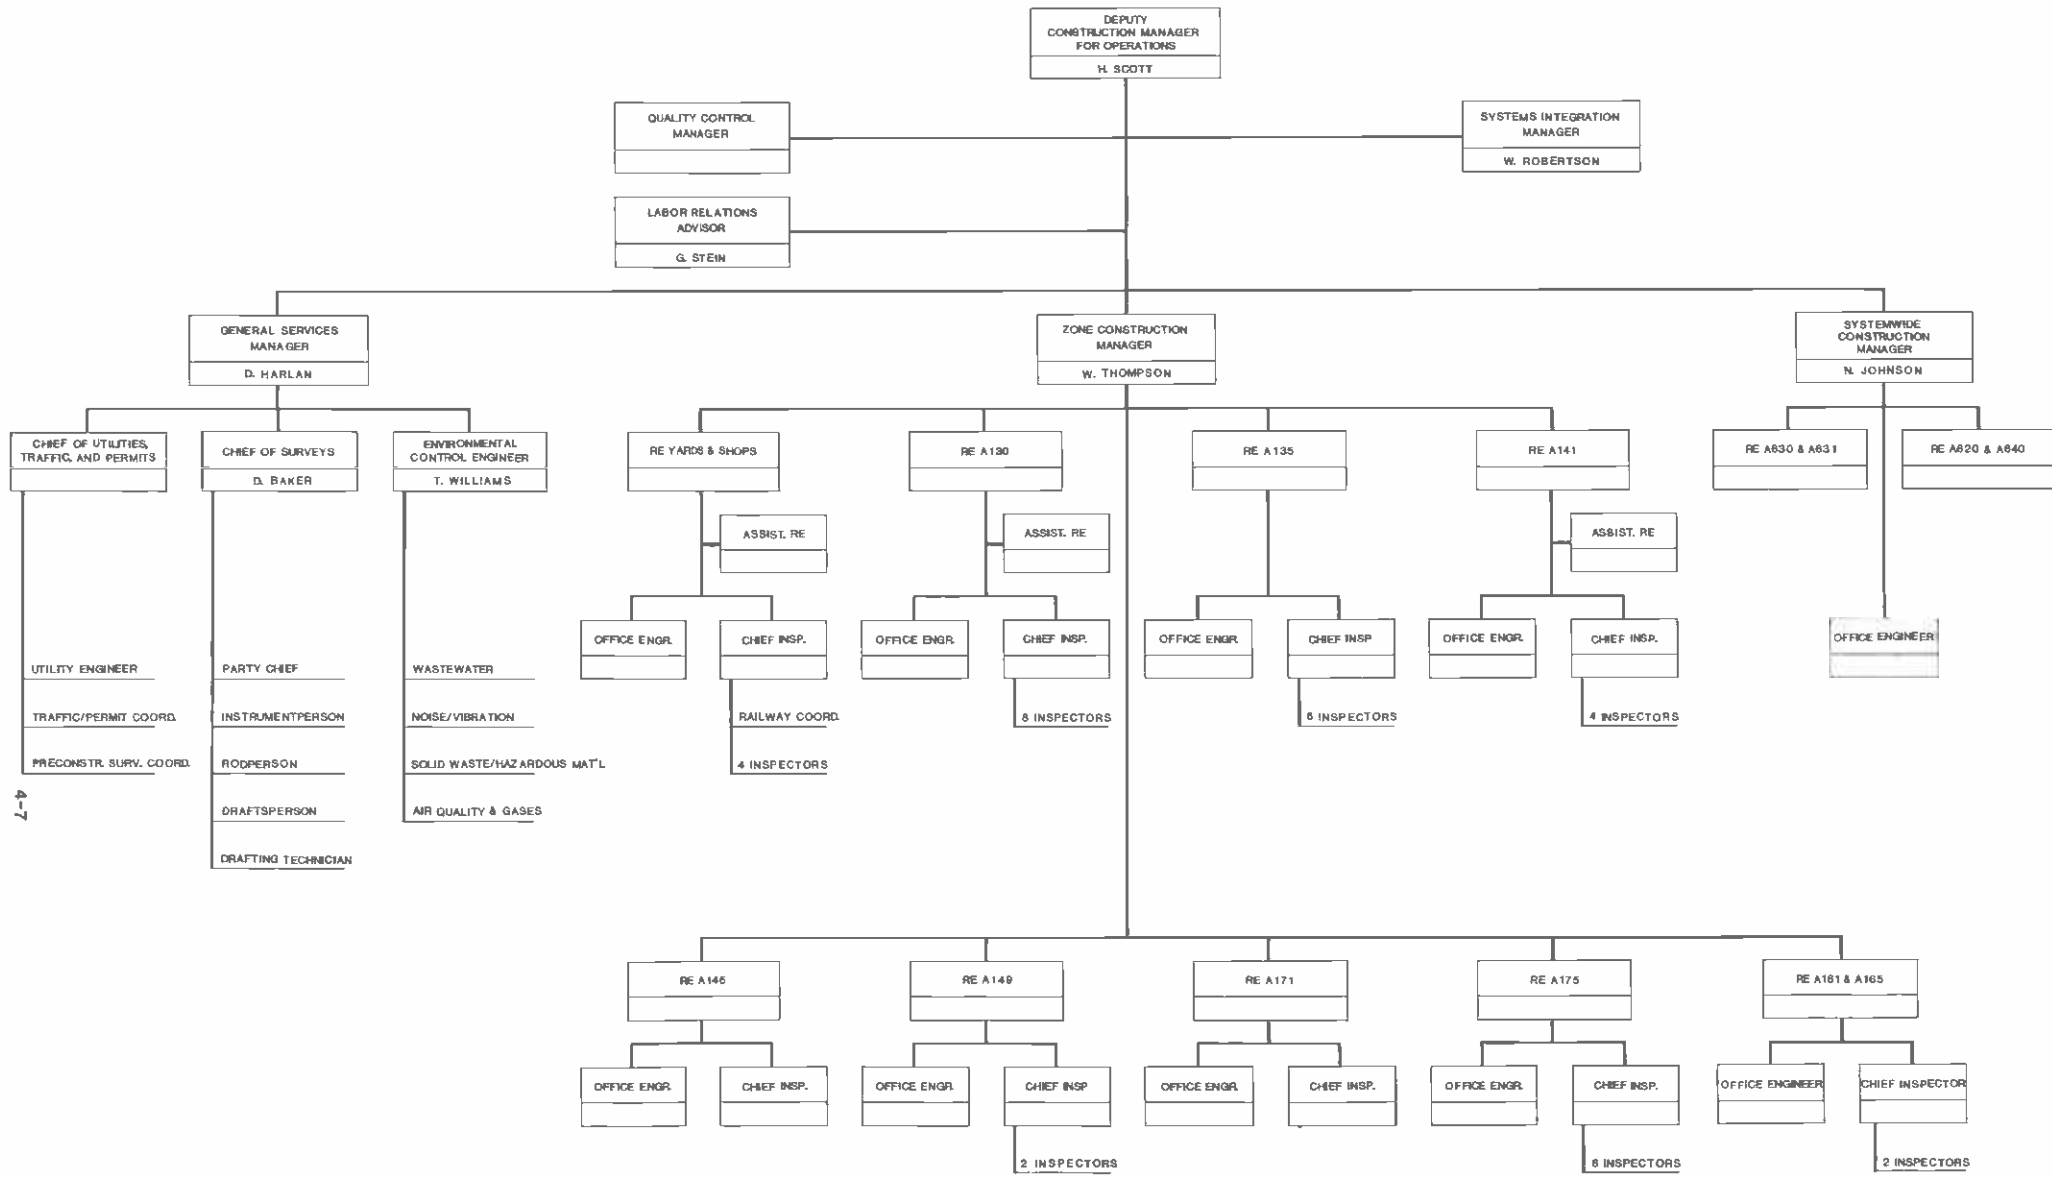 DEPUTY
CONSTRUCTION MANAGER
FOR OPERATIONS
H. SCOTT
QUALITY CONTROL
MANAGER
SYSTEMS INTEGRATION
MANAGER
W. ROBERTSON
LABOR RELATIONS
ADVISOR
G. STEIN
GENERAL SERVICES
MANAGER
D. HARLAN
ZONE CONSTRUCTION
MANAGER
W. THOMPSON
SYSTEMWIDE
CONSTRUCTION
MANAGER
N. JOHNSON
CHIEF OF UTILITIES,
TRAFFIC, AND PERMITS
CHIEF OF SURVEYS
D. BAKER
ENVIRONMENTAL
CONTROL ENGINEER
T. WILLIAMS
RE YARDS & SHOPS
RE A130
RE A135
RE A141
RE A630 & A631
RE A620 & A640
ASSIST. RE
ASSIST. RE
ASSIST. RE
OFFICE ENGR.
CHIEF INSP.
OFFICE ENGR.
CHIEF INSP.
OFFICE ENGR.
CHIEF INSP
OFFICE ENGR.
CHIEF INSP.
OFFICE ENGINEER
UTILITY ENGINEER
TRAFFIC/PERMIT COORD.
PRECONSTR. SURV. COORD.
PARTY CHIEF
INSTRUMENTPERSON
RODPERSON
DRAFTSPERSON
DRAFTING TECHNICIAN
WASTEWATER
NOISE/VIBRATION
SOLID WASTE/HAZARDOUS MAT'L
AIR QUALITY & GASES
RAILWAY COORD.
4 INSPECTORS
INSPECTORS
INSPECTORS
4 INSPECTORS
4-7
RE
RE A149
RE A171
RE A175
RE A161 & A165
OFFICE ENGR.
CHIEF INSP.
OFFICE ENGR.
CHIEF INSP
OFFICE ENGR.
CHIEF INSP.
OFFICE ENGR.
CHIEF INSP.
OFFICE ENGINEER
CHIEF INSPECTOR
2 INSPECTORS
INSPECTORS
2 INSPECTORS